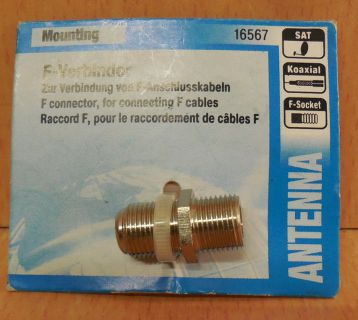 Mounting
16567
SAT
Koaxial
F-Socket
F-Verbinder
Zur Verbindung von F-Anschlusskabeln
F connector, for connecting F cables
Raccord F, pour le raccordement de câbles F
ANTENNA